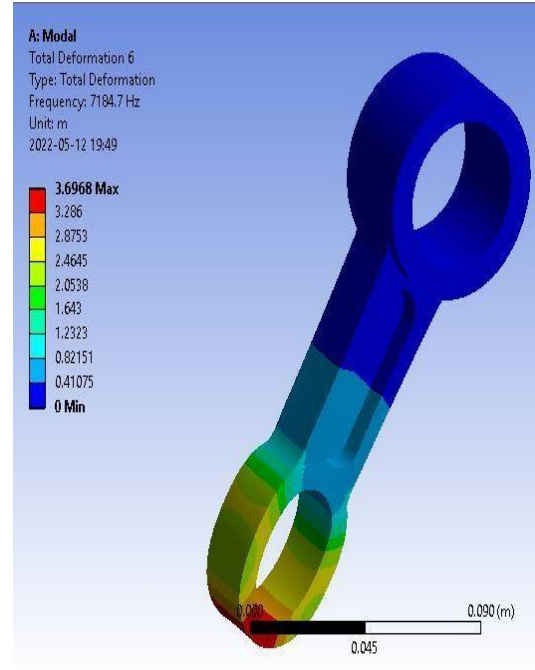 A: Modal
Total Deformation 6
Type: Total Deformation
Frequency: 7184.7 Hz
Unit: m
2022-05-12 19:49
3.6968 Max
3.286
2.8753
2.4645
2.0538
1.643
1.2323
0.82151
0.41075
0 Min
0.000
0.090 (m)
0.045